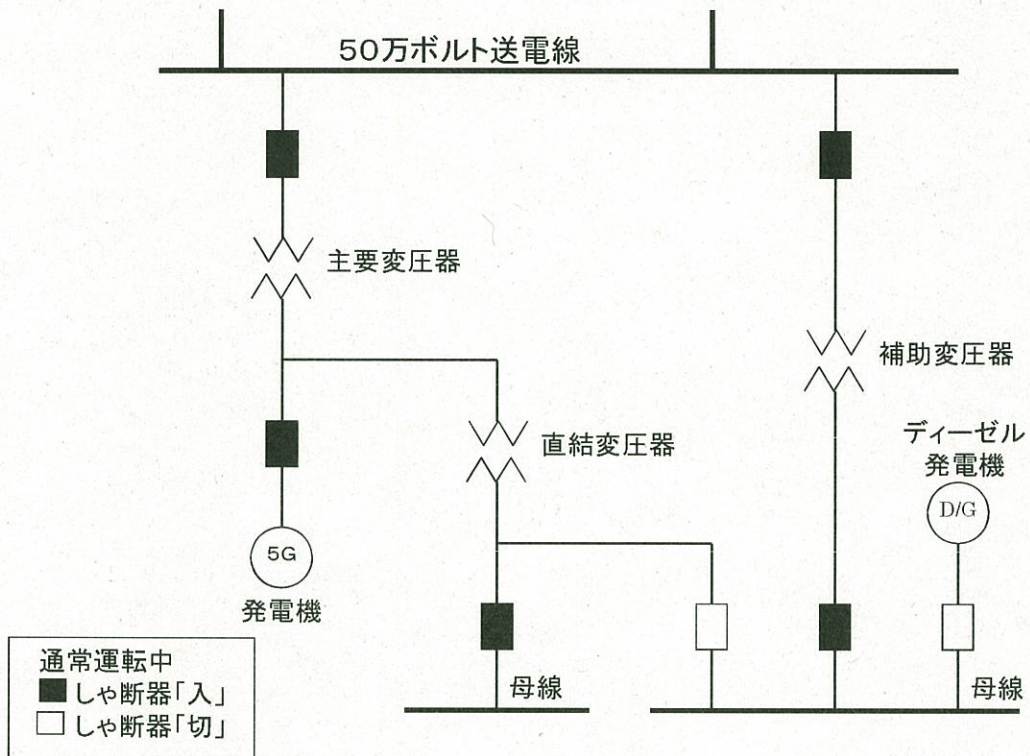 50万ボルト送電線
主要変圧器
補助変圧器
直結変圧器
ディーゼル
発電機
D/G
5G
発電機
母線
母線
通常運転中
■しゃ断器「入」
□しゃ断器「切」